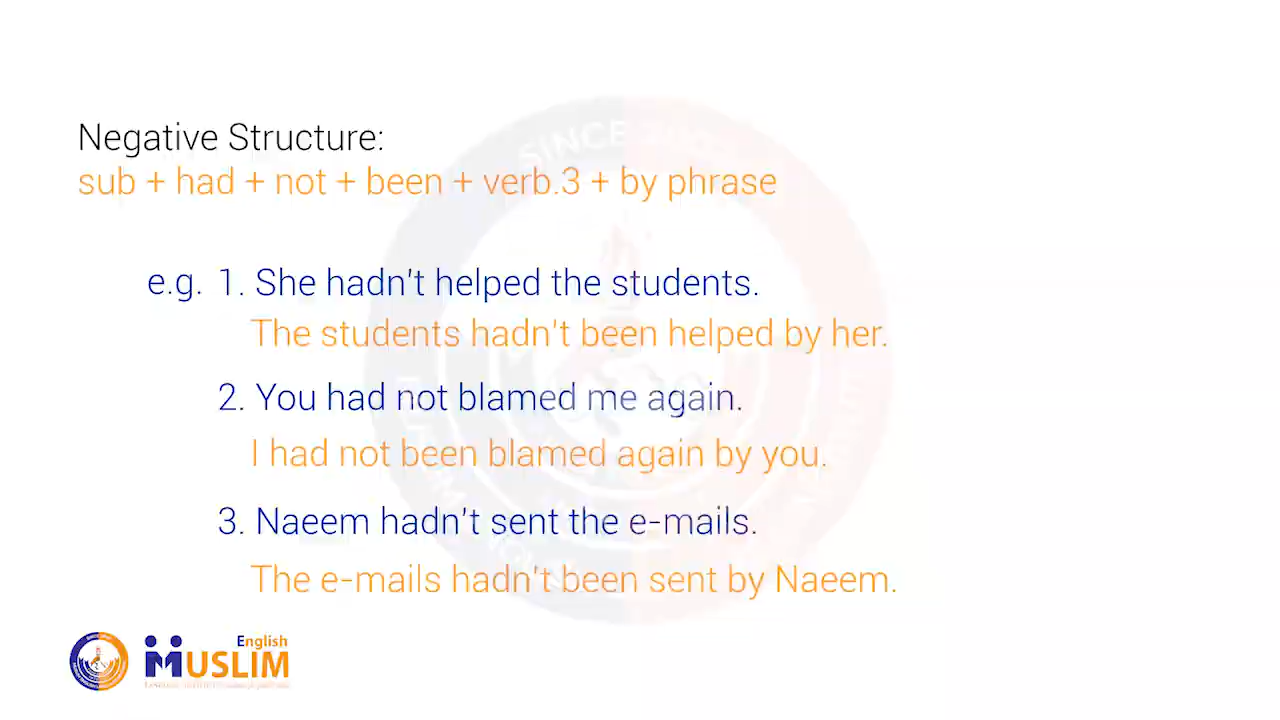 Negative Structure:
sub + had + not + been + verb.3 + by phrase
e.g. 1. She hadn't helped the students.
The students hadn't been helped by her.
2. You had not blamed me again.
I had not been blamed again by you.
3. Naeem hadn't sent the e-mails.
The e-mails hadn't been sent by Naeem.
English
MUSLIM
SINCE